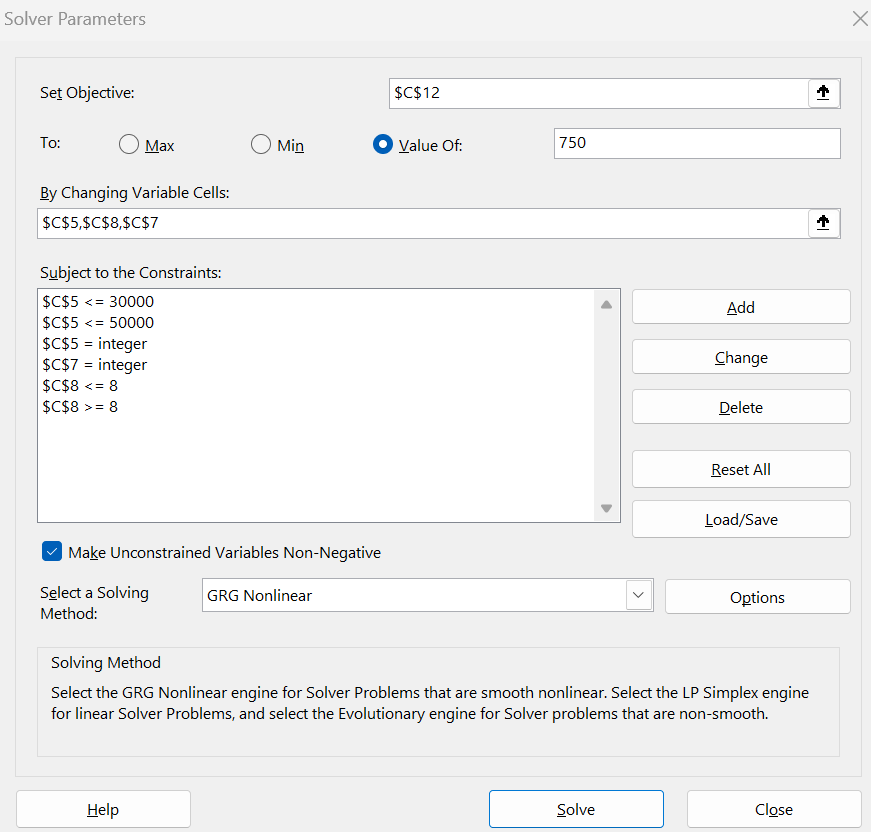 Solver Parameters
Set Objective:
$C$12
To:
Max
Min
Value Of:
750
By Changing Variable Cells:
$C$5,$C$8,$C$7
Subject to the Constraints:
$C$5 <= 30000
$C$5 <= 50000
$C$5 = integer
$C$7 = integer
$C$8 <= 8
$C$8 >= 8
Add
Change
Delete
Reset All
Load/Save
Make Unconstrained Variables Non-Negative
Select a Solving
Method:
GRG Nonlinear
Options
Solving Method
Select the GRG Nonlinear engine for Solver Problems that are smooth nonlinear. Select the LP Simplex engine
for linear Solver Problems, and select the Evolutionary engine for Solver problems that are non-smooth.
Help
Solve
Close